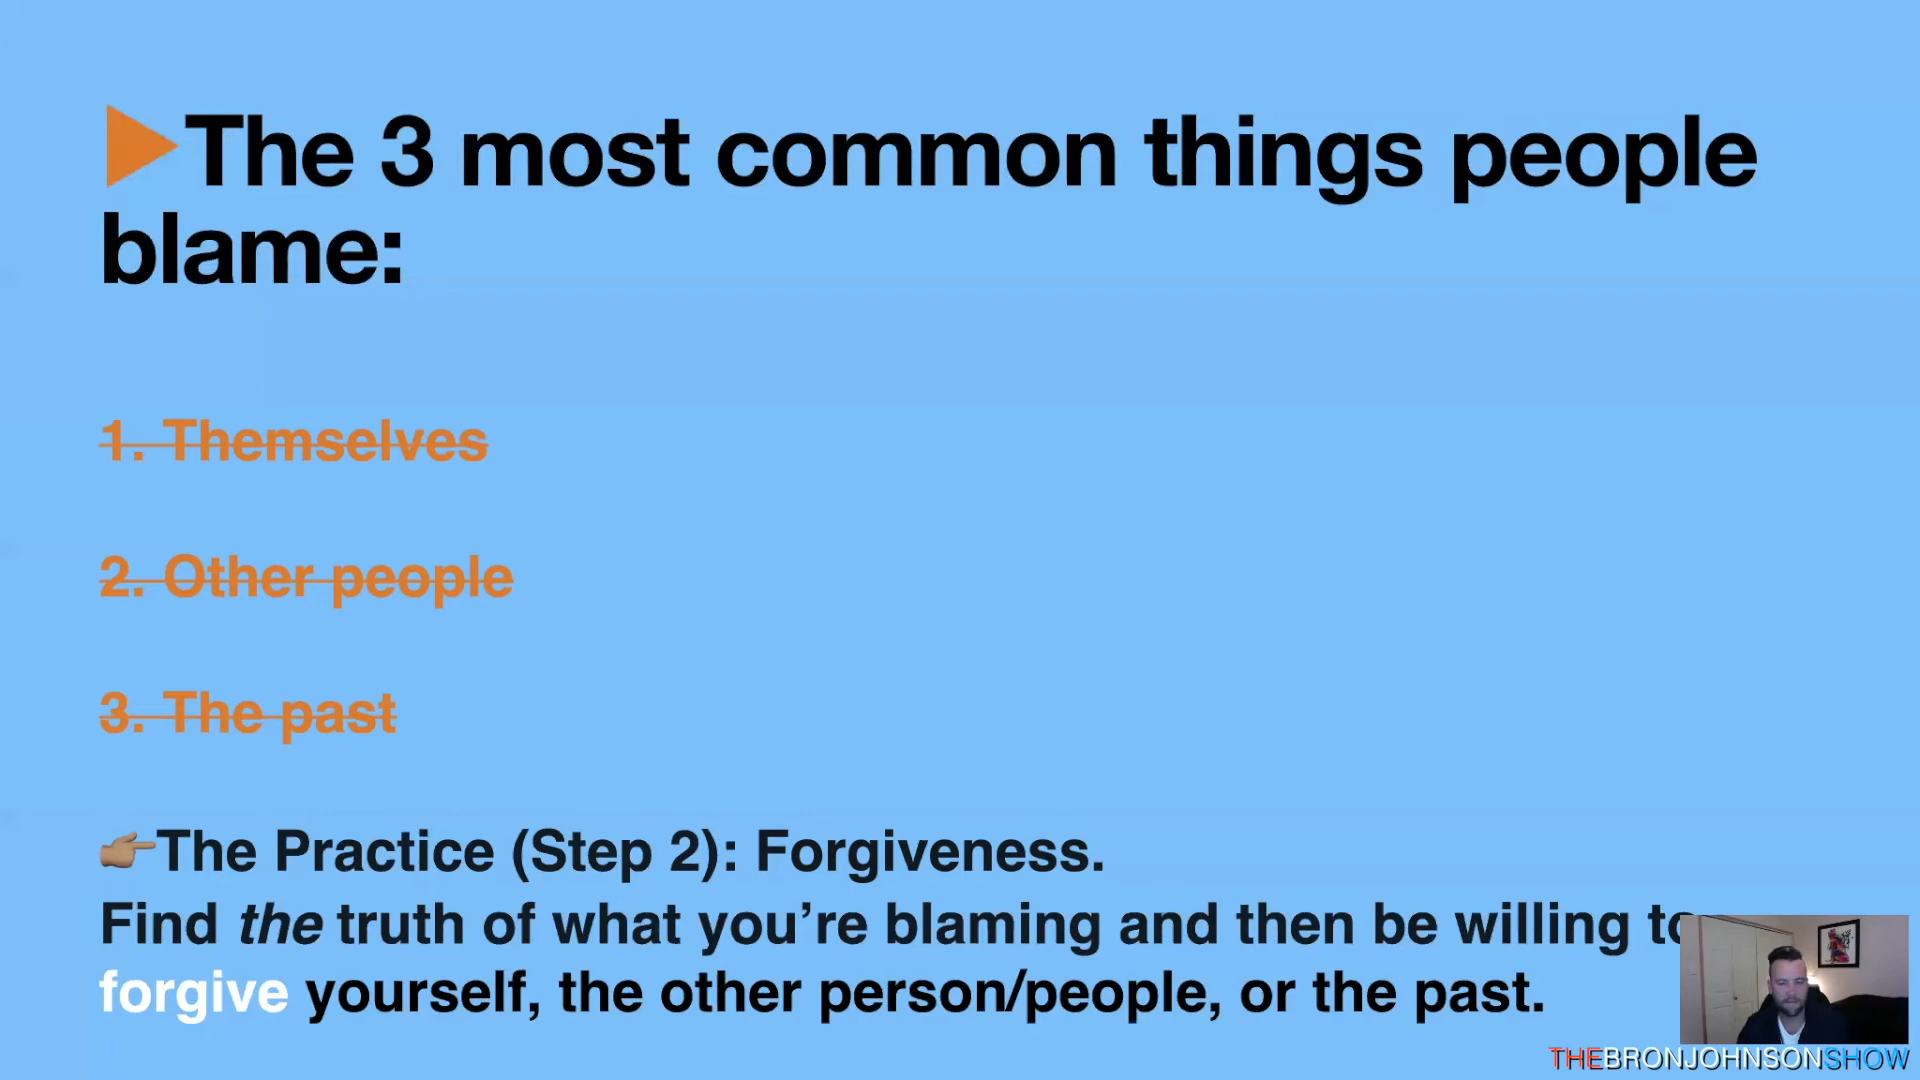 The 3 most common things people
blame:
1. Themselves
2. Other people
3. The past
The Practice (Step 2): Forgiveness.
Find the truth of what you’re blaming and then be willing to
forgive yourself, the other person/people, or the past.
THEBRONJOHNSONSHOW